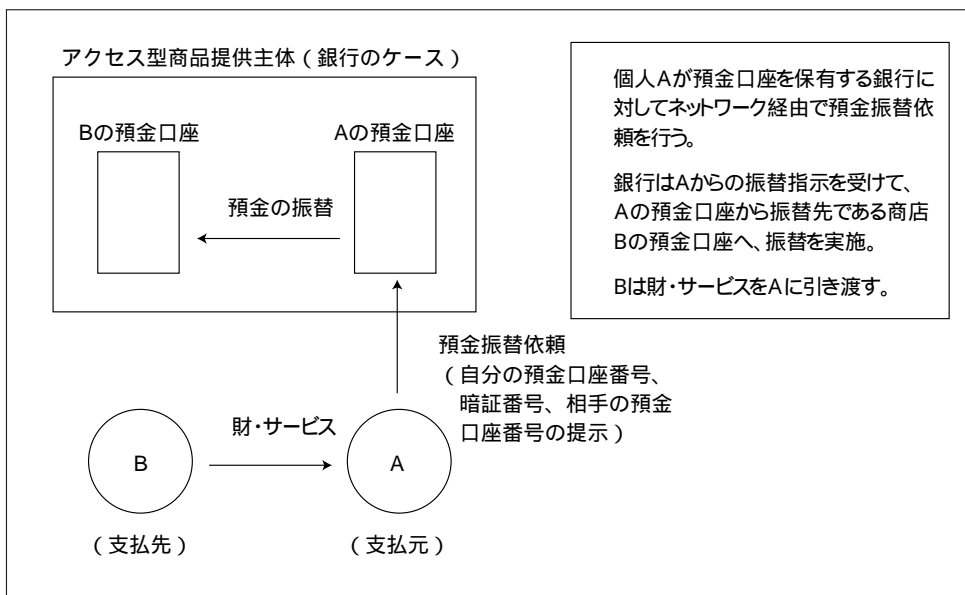 アクセス型商品提供主体(銀行のケース)
Bの預金口座
Aの預金口座
預金の振替
預金振替依頼
(自分の預金口座番号、
暗証番号、相手の預金
口座番号の提示)
財・サービス
B
A
(支払先)
(支払元)
個人Aが預金口座を保有する銀行に
対してネットワーク経由で預金振替依
頼を行う。
銀行はAからの振替指示を受けて、
Aの預金口座から振替先である商店
Bの預金口座へ、振替を実施。
Bは財・サービスをAに引き渡す。